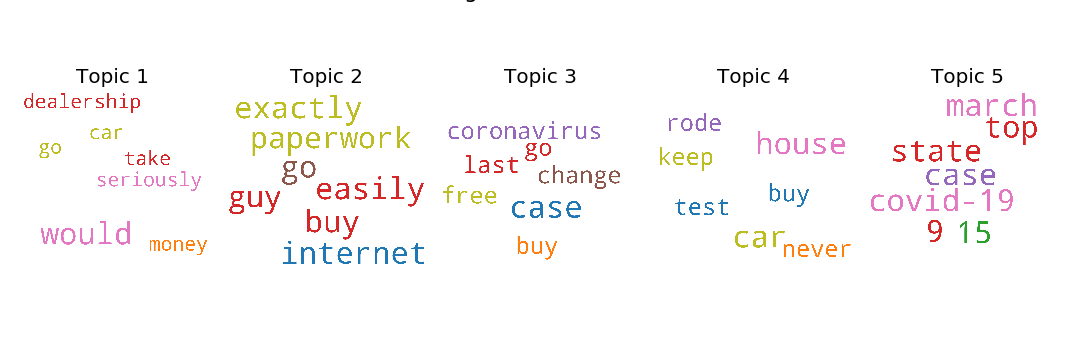 Topic 1
dealership
car
go
take
seriously
would
money
Topic 2
exactly
paperwork
go
easily
guy
buy
internet
Topic 3
coronavirus
go
last
change
free
case
buy
Topic 4
rode
house
keep
buy
test
car
never
Topic 5
march
top
state
case
covid-19
9 15